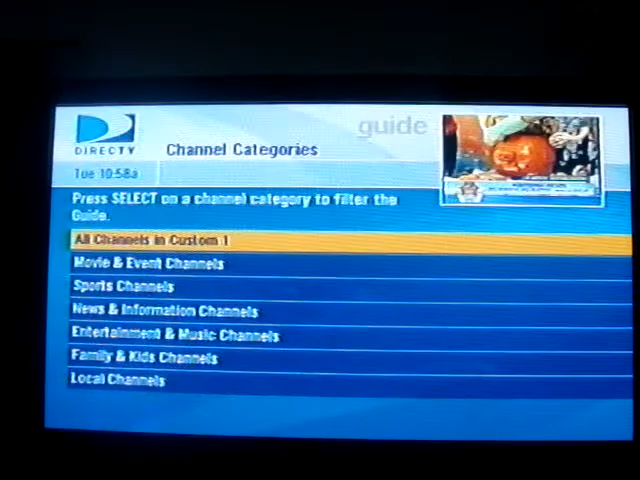 guide
DIRECTV
Channel Categories
Tue 10:58a
Press SELECT on a channel category to filter the
Guide.
All Channels in Custom 1
Movie & Event Channels
Sports Channels
News & Information Channels
Entertainment & Music Channels
Family & Kids Channels
Local Channels